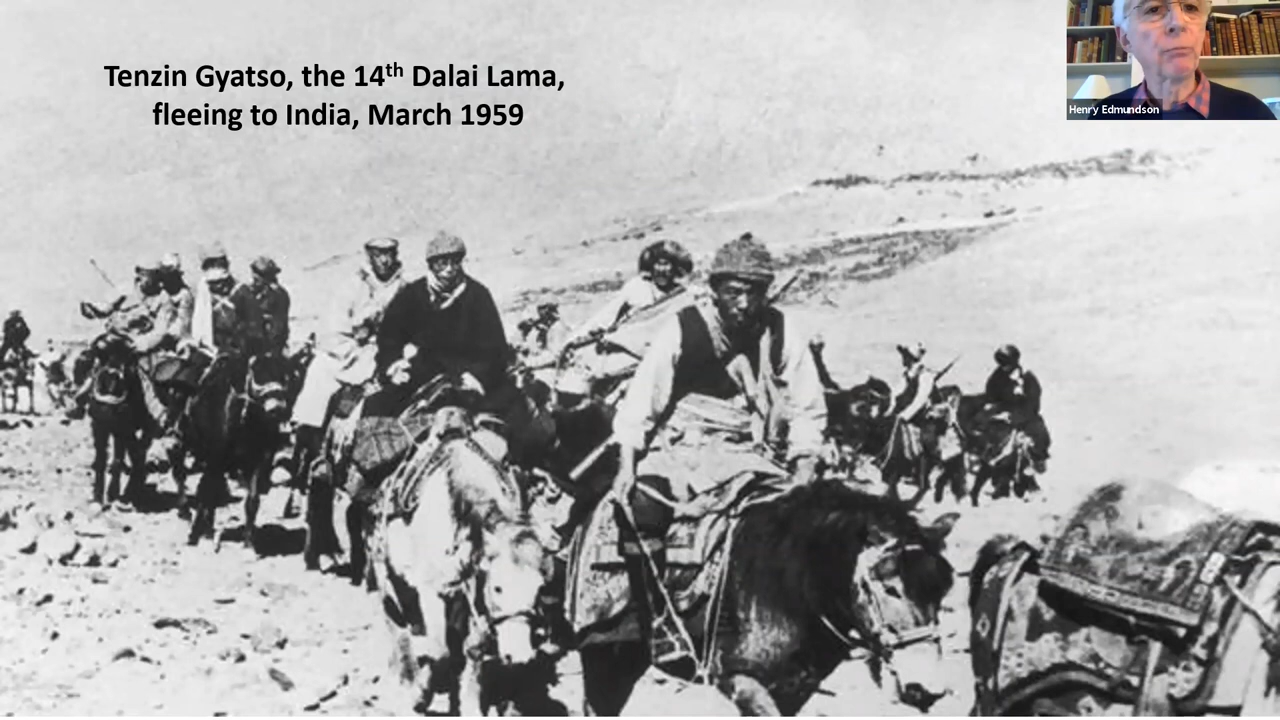 Tenzin Gyatso, the 14th Dalai Lama,
fleeing to India, March 1959
Henry Edmundson